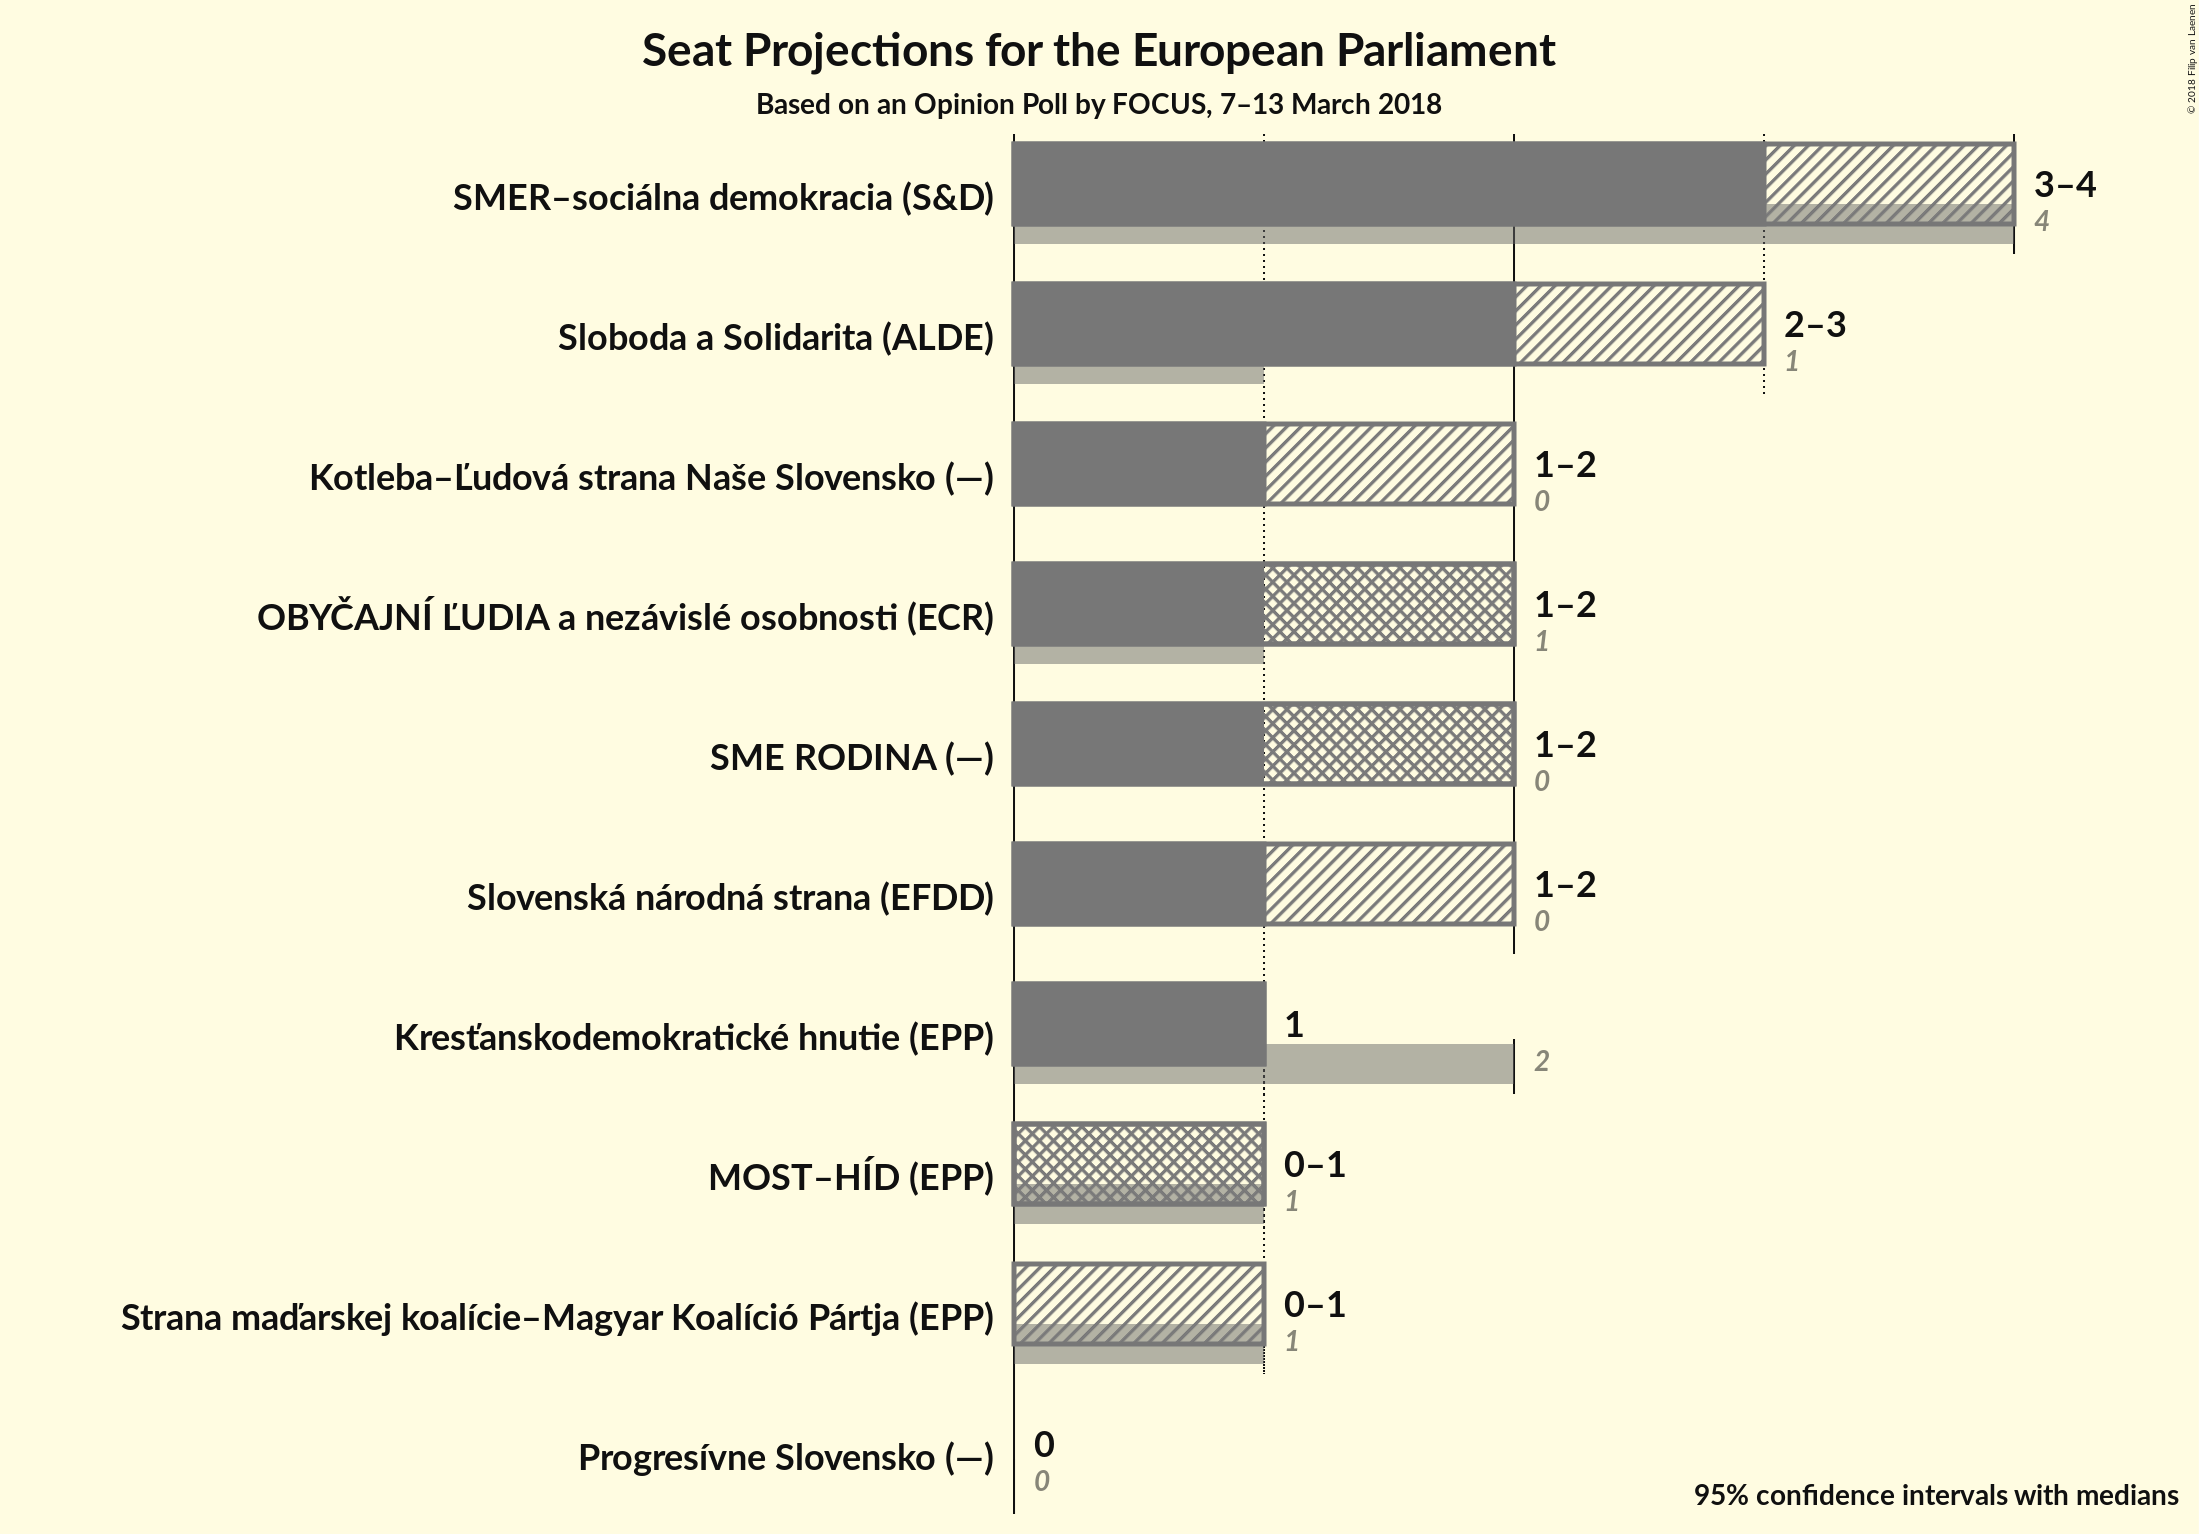 Seat Projections for the European Parliament
Based on an Opinion Poll by FOCUS, 7–13 March 2018
© 2018 Filip van Laenen
SMER–sociálna demokracia (S&D)
3–4
4
Sloboda a Solidarita (ALDE)
2–3
1
Kotleba–Ľudová strana Naše Slovensko (—)
1–2
0
OBYČAJNÍ ĽUDIA a nezávislé osobnosti (ECR)
1–2
1
SME RODINA (—)
1–2
0
Slovenská národná strana (EFDD)
1–2
0
Kresťanskodemokratické hnutie (EPP)
1
2
MOST–HÍD (EPP)
0–1
1
Strana maďarskej koalície–Magyar Koalíció Pártja (EPP)
0–1
1
Progresívne Slovensko (—)
0
0
95% confidence intervals with medians